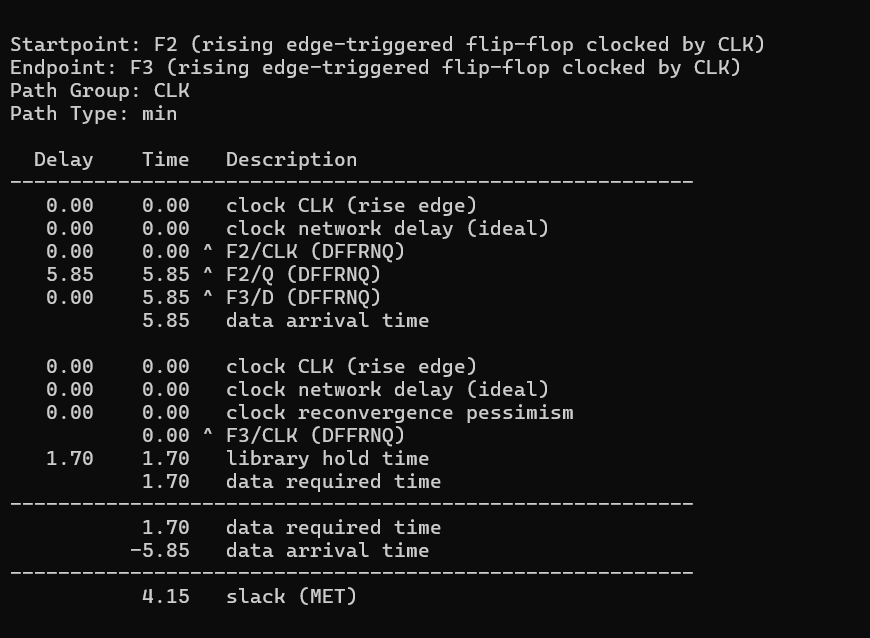 Startpoint: F2 (rising edge-triggered flip-flop clocked by CLK)
Endpoint: F3 (rising edge-triggered flip-flop clocked by CLK)
Path Group: CLK
Path Type: min

  Delay    Time   Description
---------------------------------------------------------
   0.00    0.00   clock CLK (rise edge)
   0.00    0.00   clock network delay (ideal)
   0.00    0.00 ^ F2/CLK (DFFRNQ)
   5.85    5.85 ^ F2/Q (DFFRNQ)
   0.00    5.85 ^ F3/D (DFFRNQ)
           5.85   data arrival time

   0.00    0.00   clock CLK (rise edge)
   0.00    0.00   clock network delay (ideal)
   0.00    0.00   clock reconvergence pessimism
           0.00 ^ F3/CLK (DFFRNQ)
   1.70    1.70   library hold time
           1.70   data required time
---------------------------------------------------------
           1.70   data required time
          -5.85   data arrival time
---------------------------------------------------------
           4.15   slack (MET)